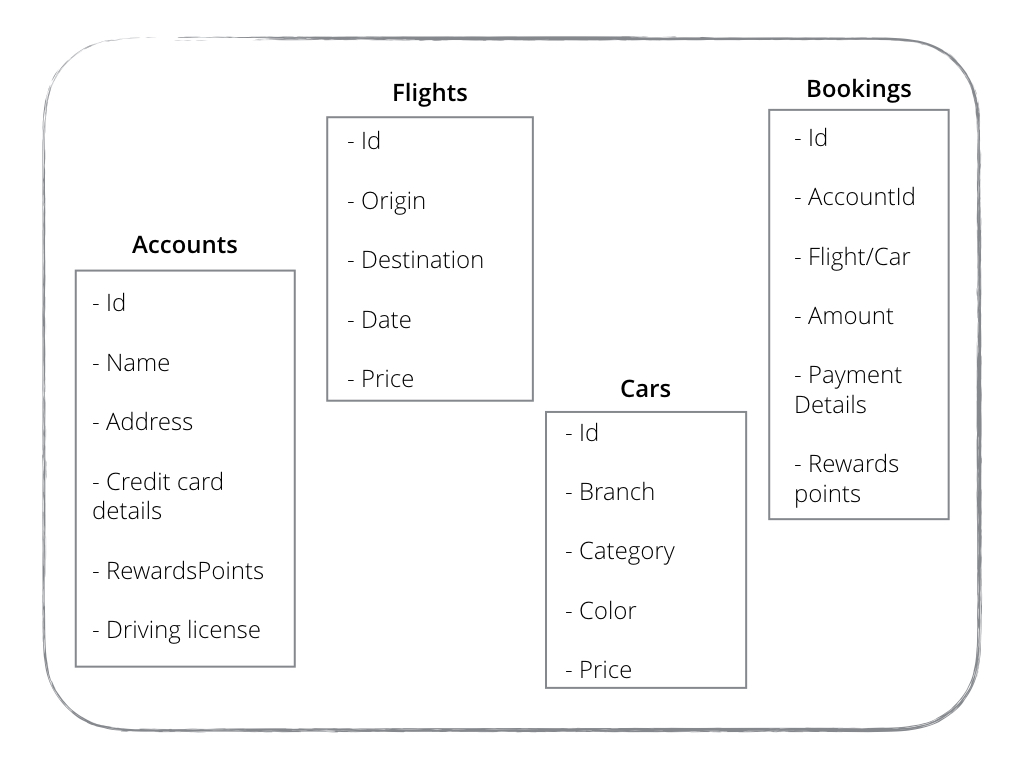 Accounts
- Id
- Name
- Address
- Credit card
details
- RewardsPoints
- Driving license
Flights
- Id
- Origin
- Destination
- Date
- Price
Cars
- Id
- Branch
- Category
- Color
- Price
Bookings
- Id
- AccountId
- Flight/Car
- Amount
- Payment
Details
- Rewards
points